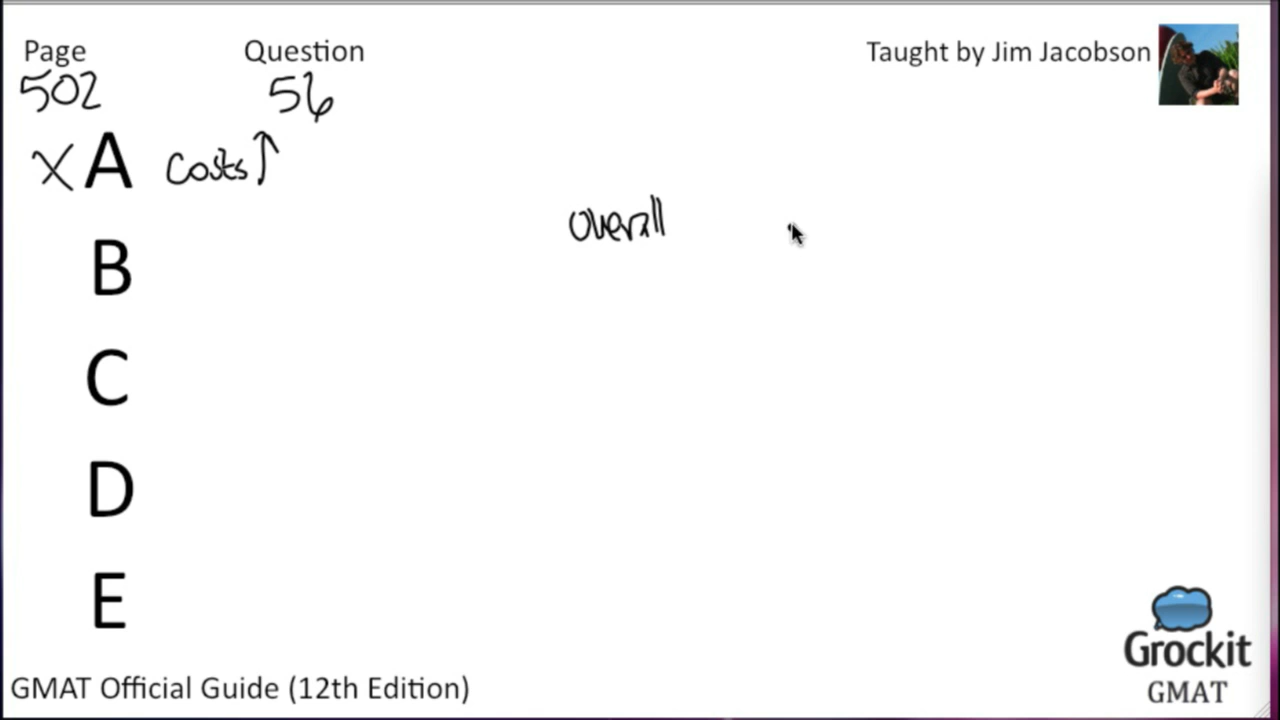 Page Question Taught by Jim Jacobson
502 56
X A Costs ↑
overall
B
C
D
E
Grockit
GMAT
GMAT Official Guide (12th Edition)